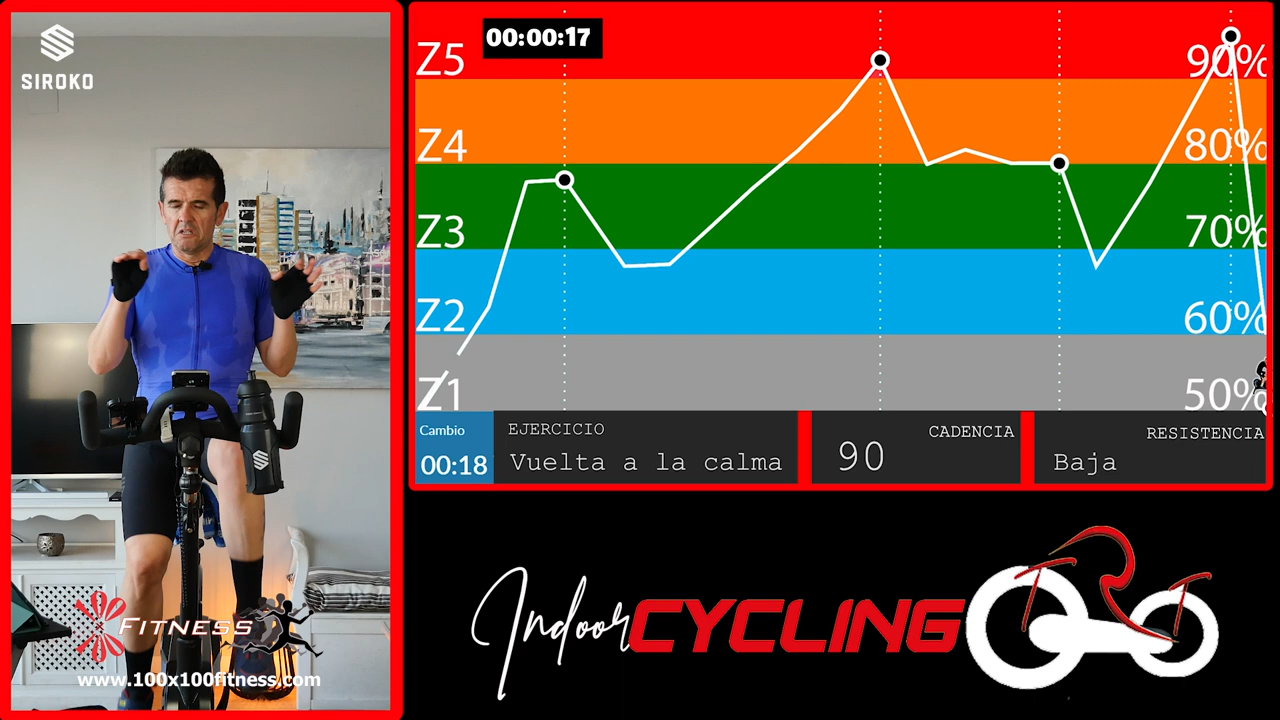 SIROKO
FITNESS
www.100x100fitness.com
00:00:17
Z5
90%
Z4
80%
Z3
70%
Z2
60%
Z1
50%
Cambio
00:18
EJERCICIO
Vuelta a la calma
CADENCIA
90
RESISTENCIA
Baja
Indoor CYCLING
TRT